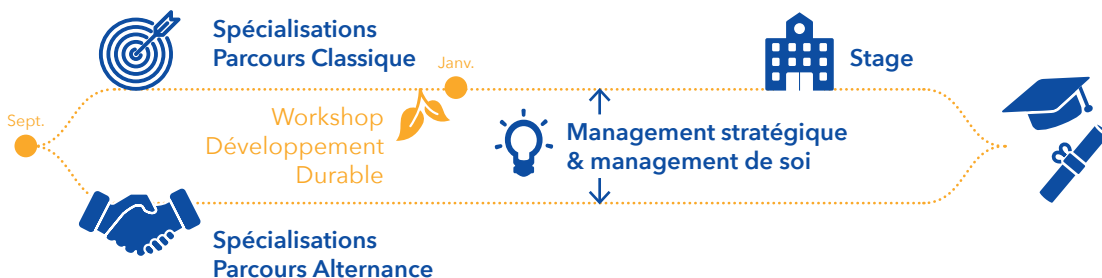 Spécialisations
Parcours Classique
Janv.
Stage
Sept.
Workshop
Développement
Durable
Management stratégique
& management de soi
Spécialisations
Parcours Alternance